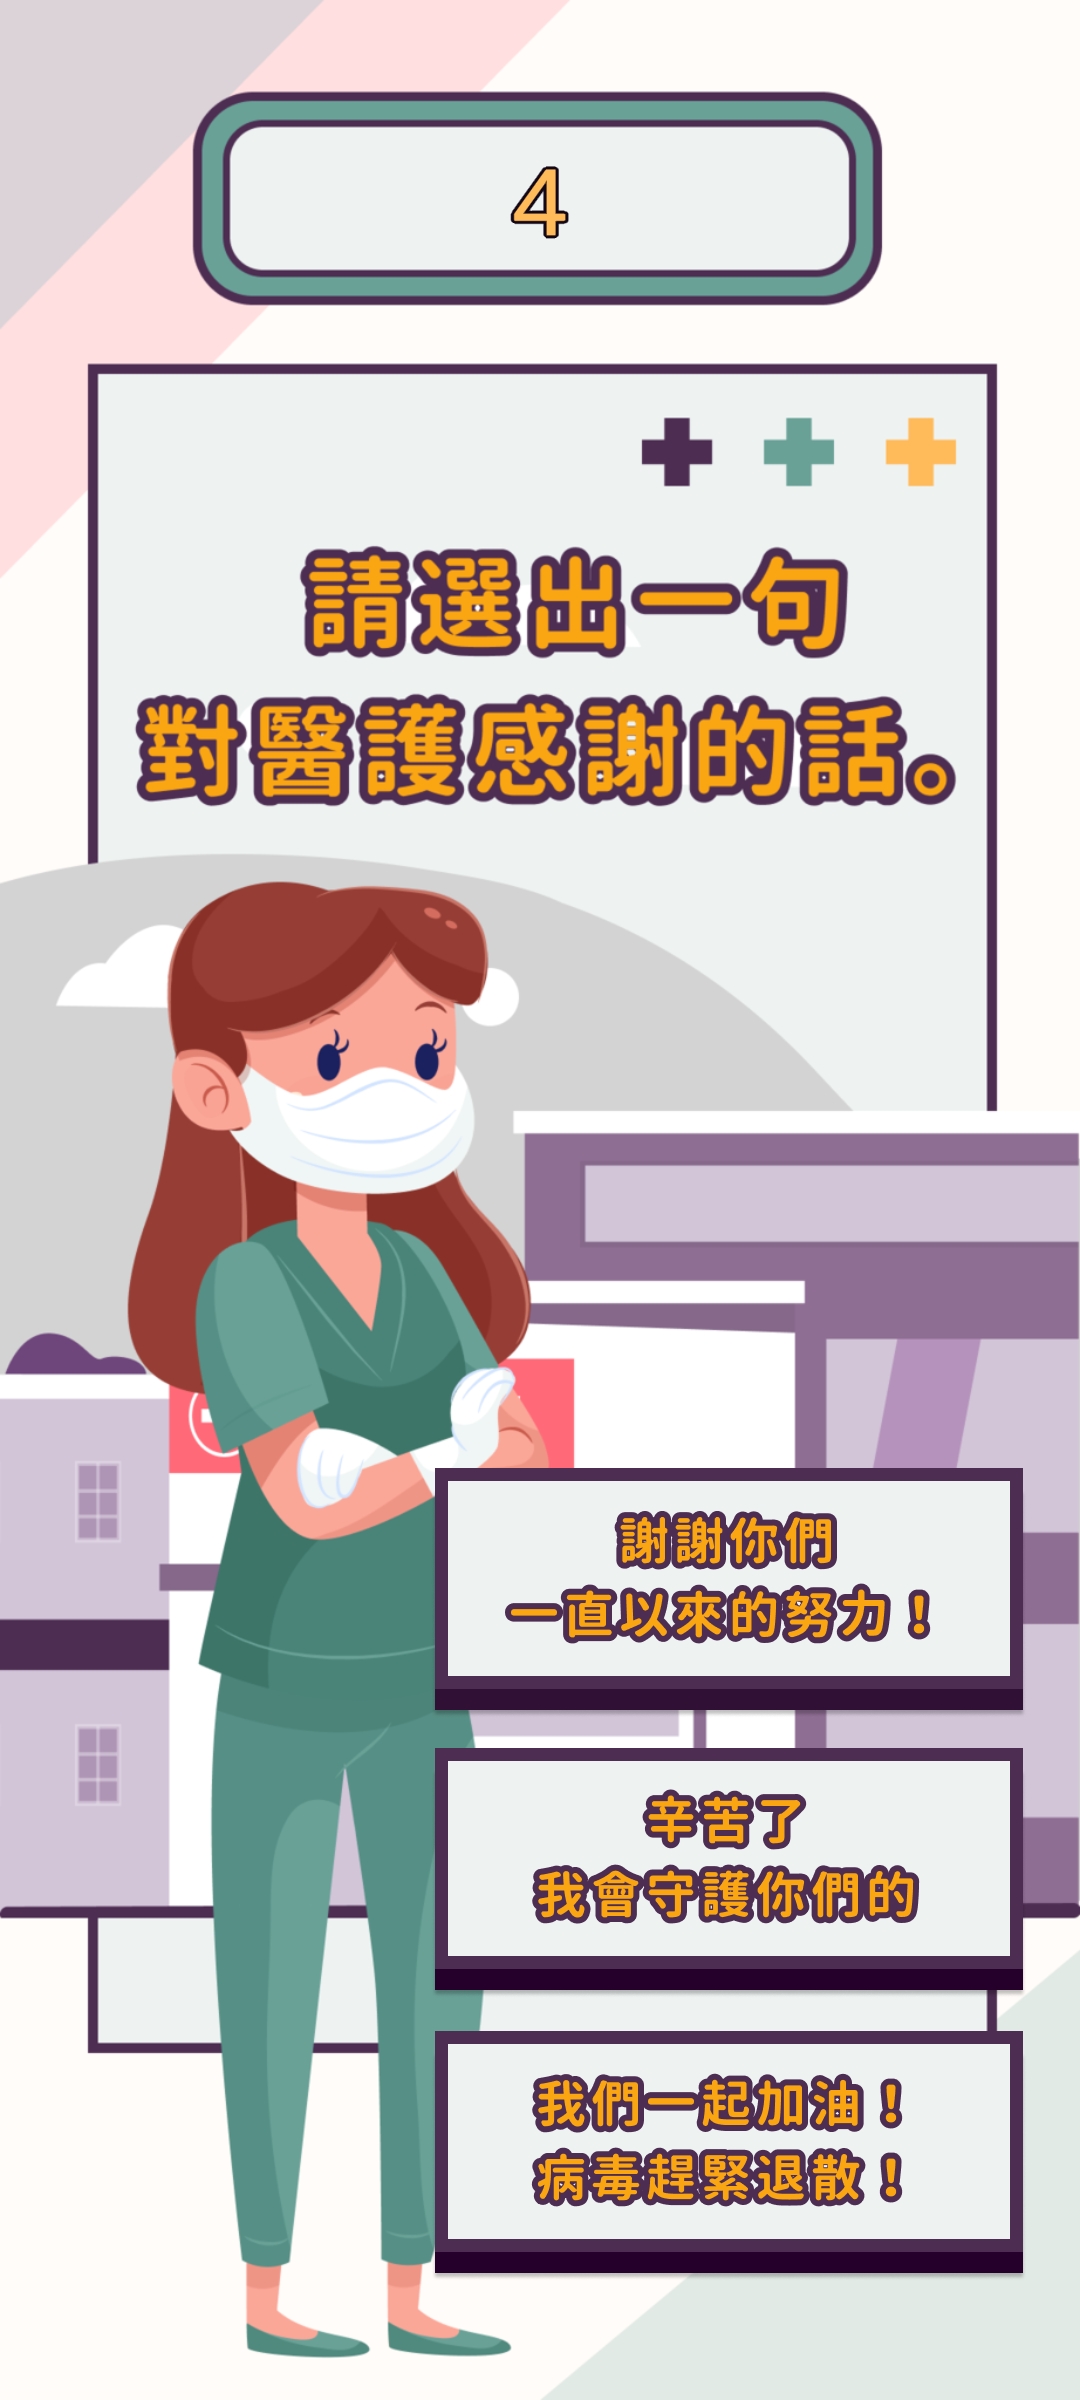 4
請選出一句
對醫護感謝的話。
謝謝你們
一直以來的努力！
辛苦了
我會守護你們的
我們一起加油！
病毒趕緊退散！